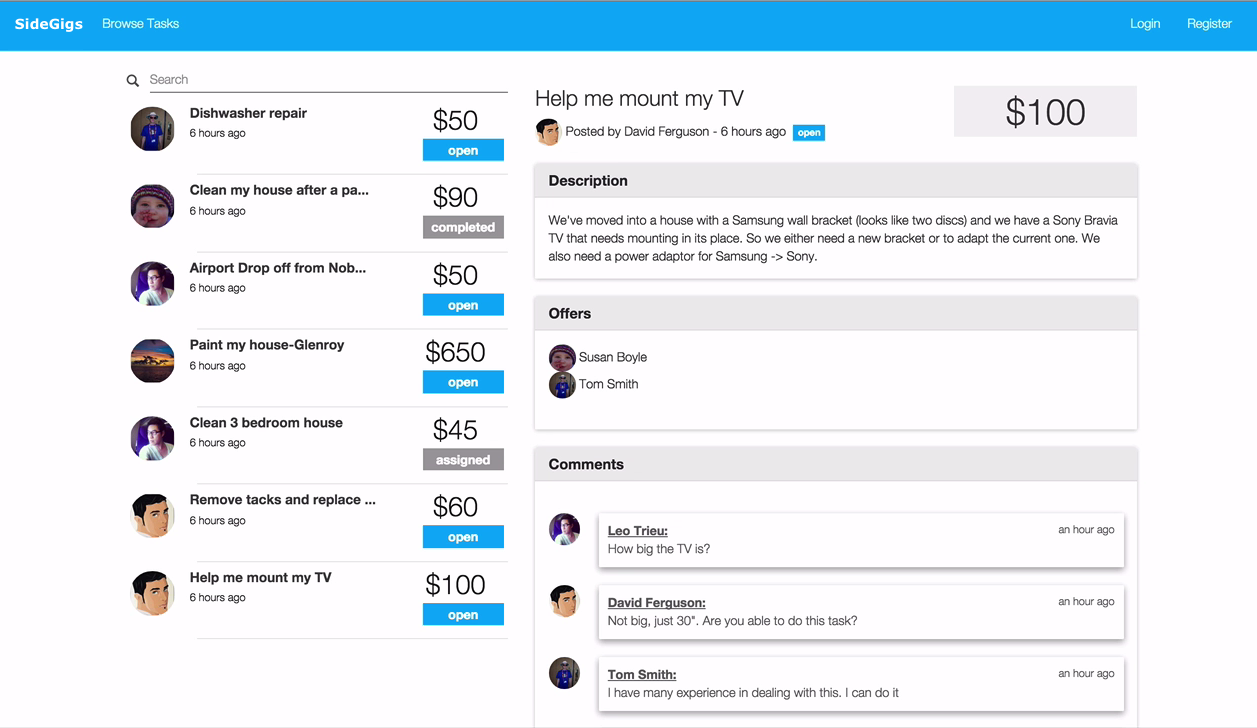 SideGigs Browse Tasks Login Register
Search
Dishwasher repair
6 hours ago
$50
open
Clean my house after a pa...
6 hours ago
$90
completed
Airport Drop off from Nob...
6 hours ago
$50
open
Paint my house-Glenroy
6 hours ago
$650
open
Clean 3 bedroom house
6 hours ago
$45
assigned
Remove tacks and replace ...
6 hours ago
$60
open
Help me mount my TV
6 hours ago
$100
open
Help me mount my TV
Posted by David Ferguson - 6 hours ago open
$100
Description
We've moved into a house with a Samsung wall bracket (looks like two discs) and we have a Sony Bravia
TV that needs mounting in its place. So we either need a new bracket or to adapt the current one. We
also need a power adaptor for Samsung -> Sony.
Offers
Susan Boyle
Tom Smith
Comments
Leo Trieu: an hour ago
How big the TV is?
David Ferguson: an hour ago
Not big, just 30". Are you able to do this task?
Tom Smith: an hour ago
I have many experience in dealing with this. I can do it